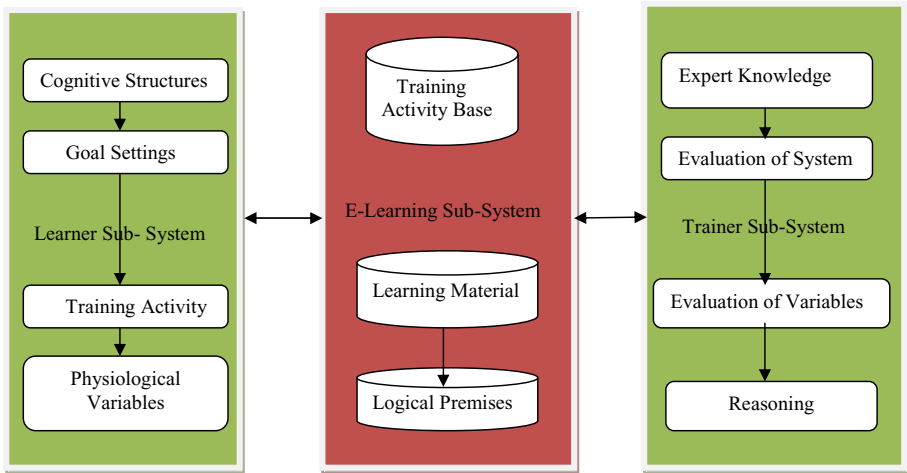 Cognitive Structures
Goal Settings
Learner Sub- System
Training Activity
Physiological
Variables
Training
Activity Base
E-Learning Sub-System
Learning Material
Logical Premises
Expert Knowledge
Evaluation of System
Trainer Sub-System
Evaluation of Variables
Reasoning